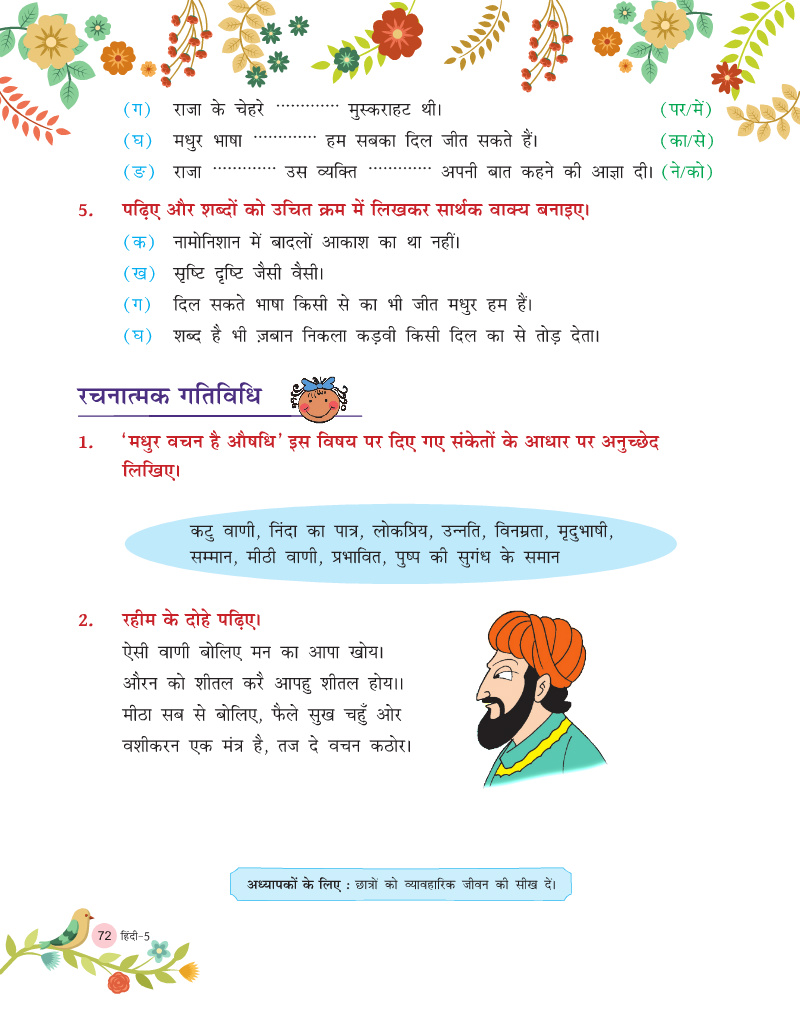 (ग) राजा के चेहरे ............. मुस्कराहट थी। (पर/में)
(घ) मधुर भाषा ............. हम सबका दिल जीत सकते हैं। (का/से)
(ङ) राजा ............. उस व्यक्ति ............. अपनी बात कहने की आज्ञा दी। (ने/को)
5. पढ़िए और शब्दों को उचित क्रम में लिखकर सार्थक वाक्य बनाइए।
(क) नामोनिशान में बादलों आकाश का था नहीं।
(ख) सृष्टि दृष्टि जैसी वैसी।
(ग) दिल सकते भाषा किसी से का भी जीत मधुर हम हैं।
(घ) शब्द है भी ज़बान निकला कड़वी किसी दिल का से तोड़ देता।
रचनात्मक गतिविधि
1. ‘मधुर वचन है औषधि’ इस विषय पर दिए गए संकेतों के आधार पर अनुच्छेद
लिखिए।
कटु वाणी, निंदा का पात्र, लोकप्रिय, उन्नति, विनम्रता, मृदुभाषी,
सम्मान, मीठी वाणी, प्रभावित, पुष्प की सुगंध के समान
2. रहीम के दोहे पढ़िए।
ऐसी वाणी बोलिए मन का आपा खोय।
औरन को शीतल करै आपहु शीतल होय।।
मीठा सब से बोलिए, फैले सुख चहुँ ओर
वशीकरन एक मंत्र है, तज दे वचन कठोर।
अध्यापकों के लिए : छात्रों को व्यावहारिक जीवन की सीख दें।
72 हिंदी-5